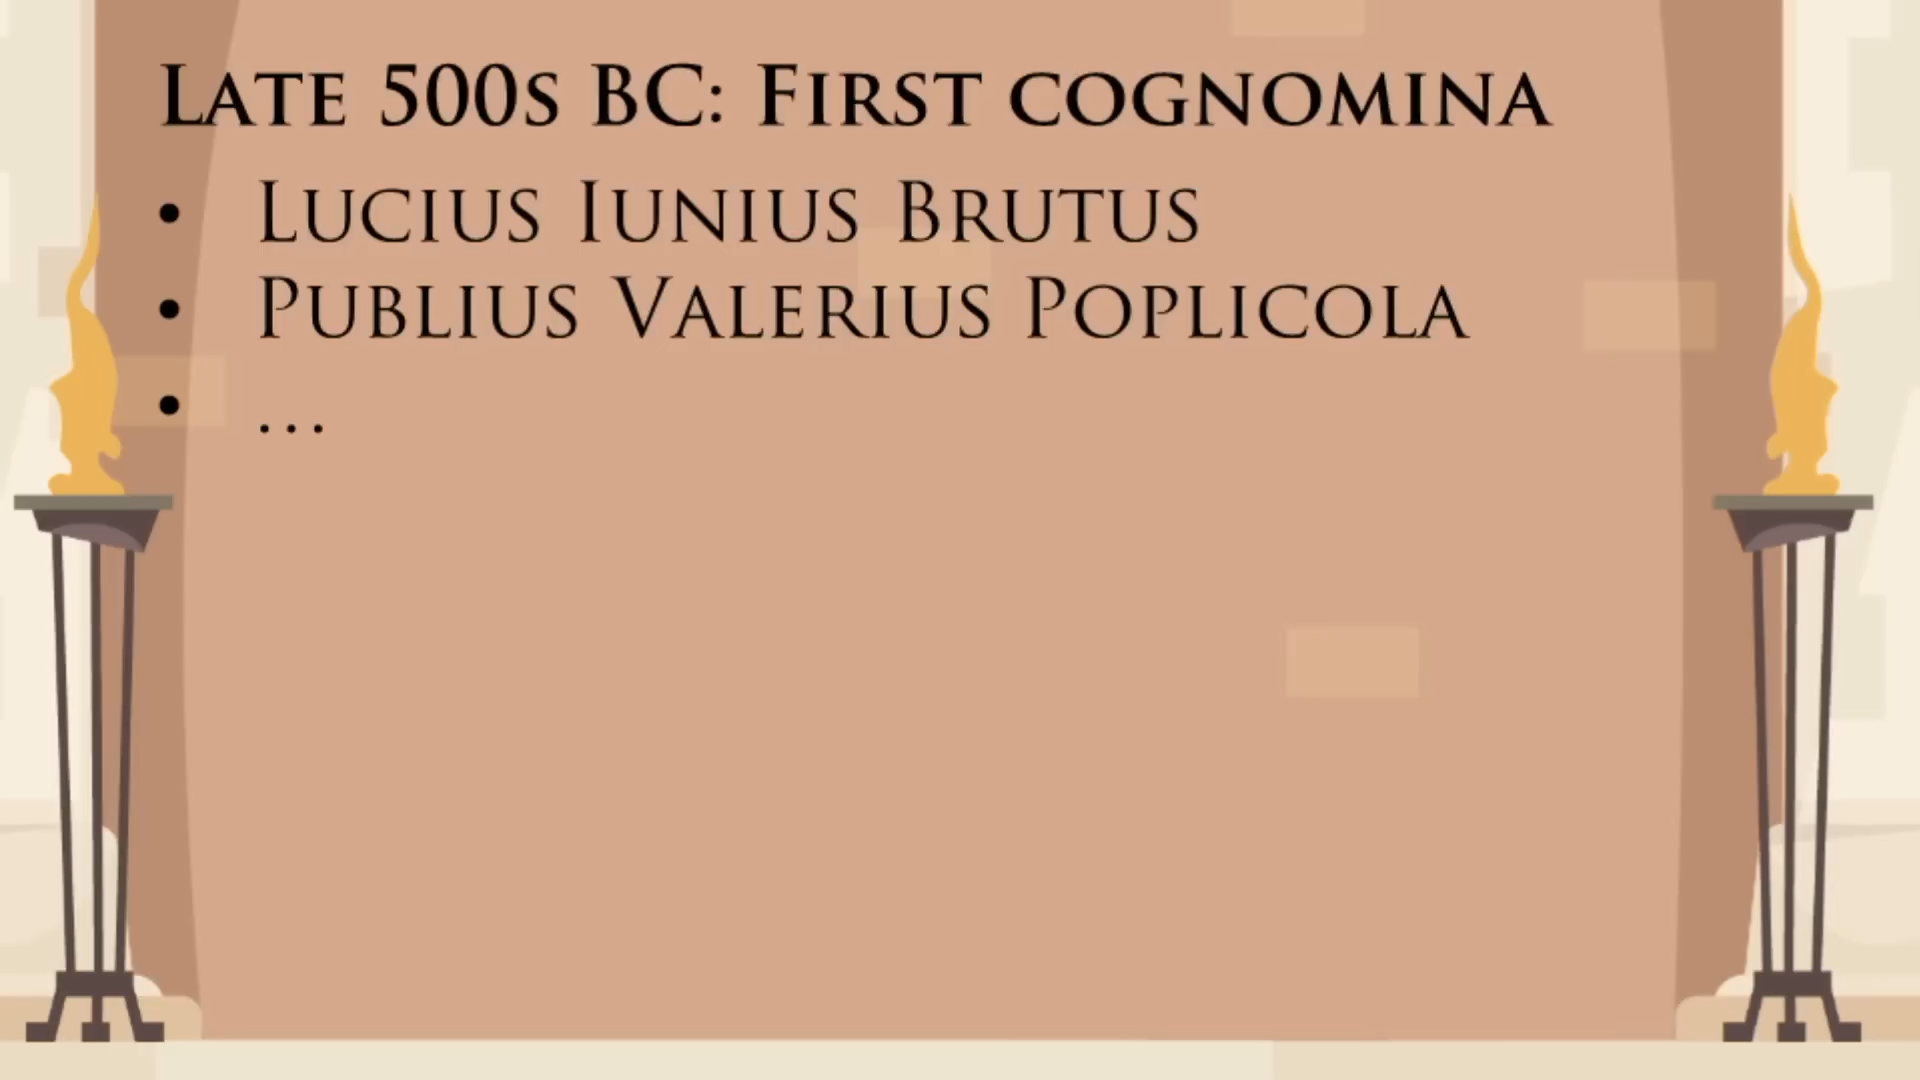 Late 500s BC: First cognomina
• Lucius Iunius Brutus
• Publius Valerius Poplicola
• ...